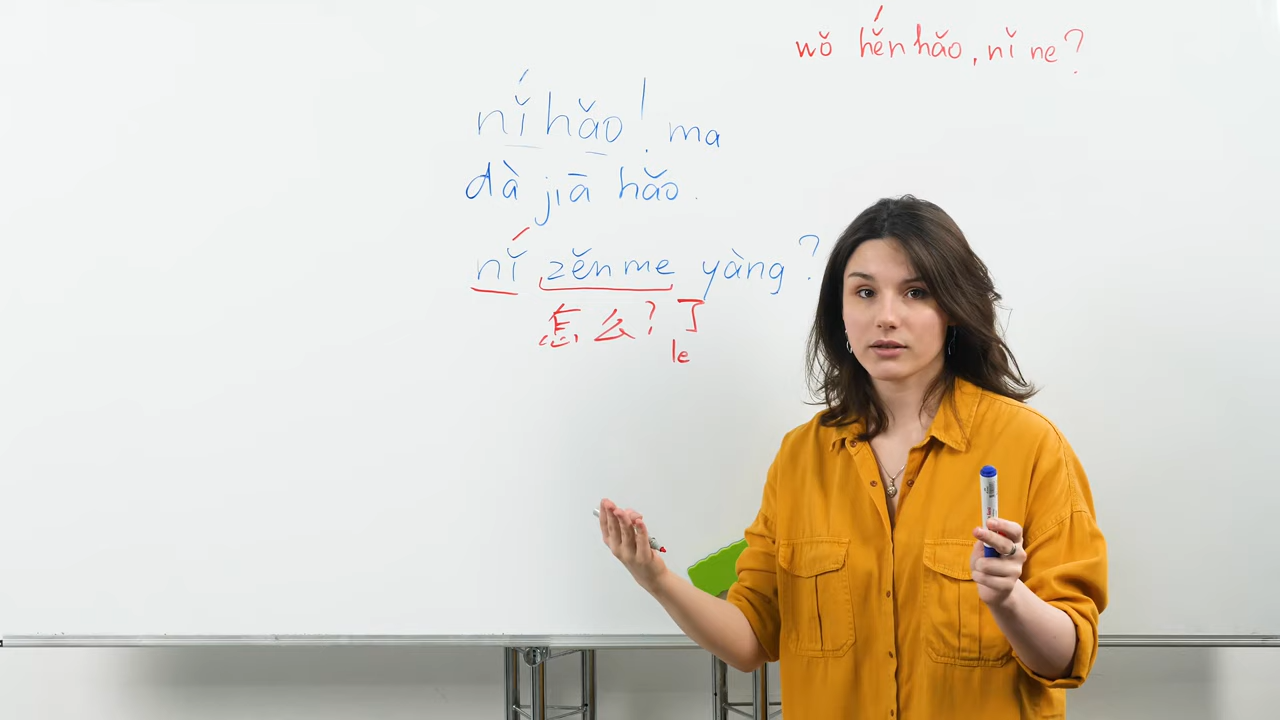 wǒ hěn hǎo, nǐ ne?
nǐ hǎo! ma
dà jiā hǎo.
nǐ zěnme yàng?
怎么?了
le